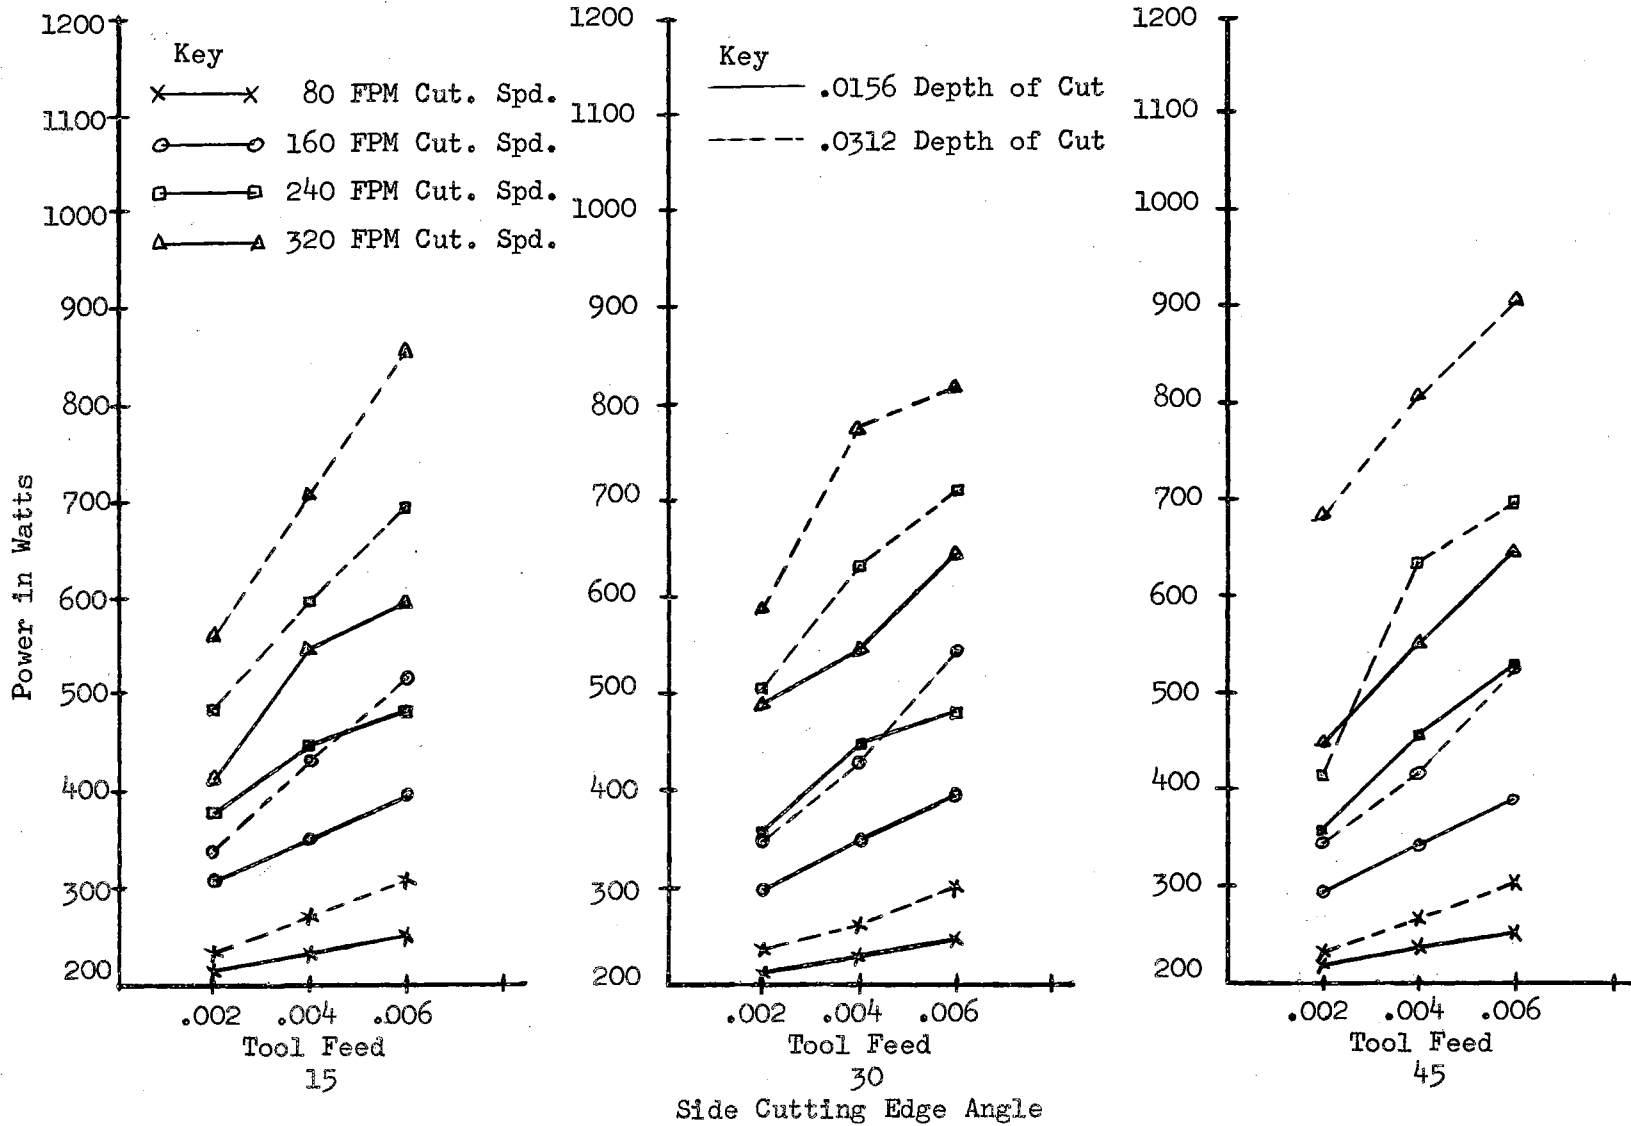 1200
Key
80 FPM Cut. Spd.
1100
160 FPM Cut. Spd.
240 FPM Cut. Spd.
1000
320 FPM Cut. Spd.
900
800
700
600
500
400
300
200
Power in Watts
.002 .004 .006
Tool Feed
15
1200
Key
.0156 Depth of Cut
1100
.0312 Depth of Cut
1000
900
800
700
600
500
400
300
200
.002 .004 .006
Tool Feed
30
1200
1100
1000
900
800
700
600
500
400
300
200
.002 .004 .006
Tool Feed
45
Side Cutting Edge Angle